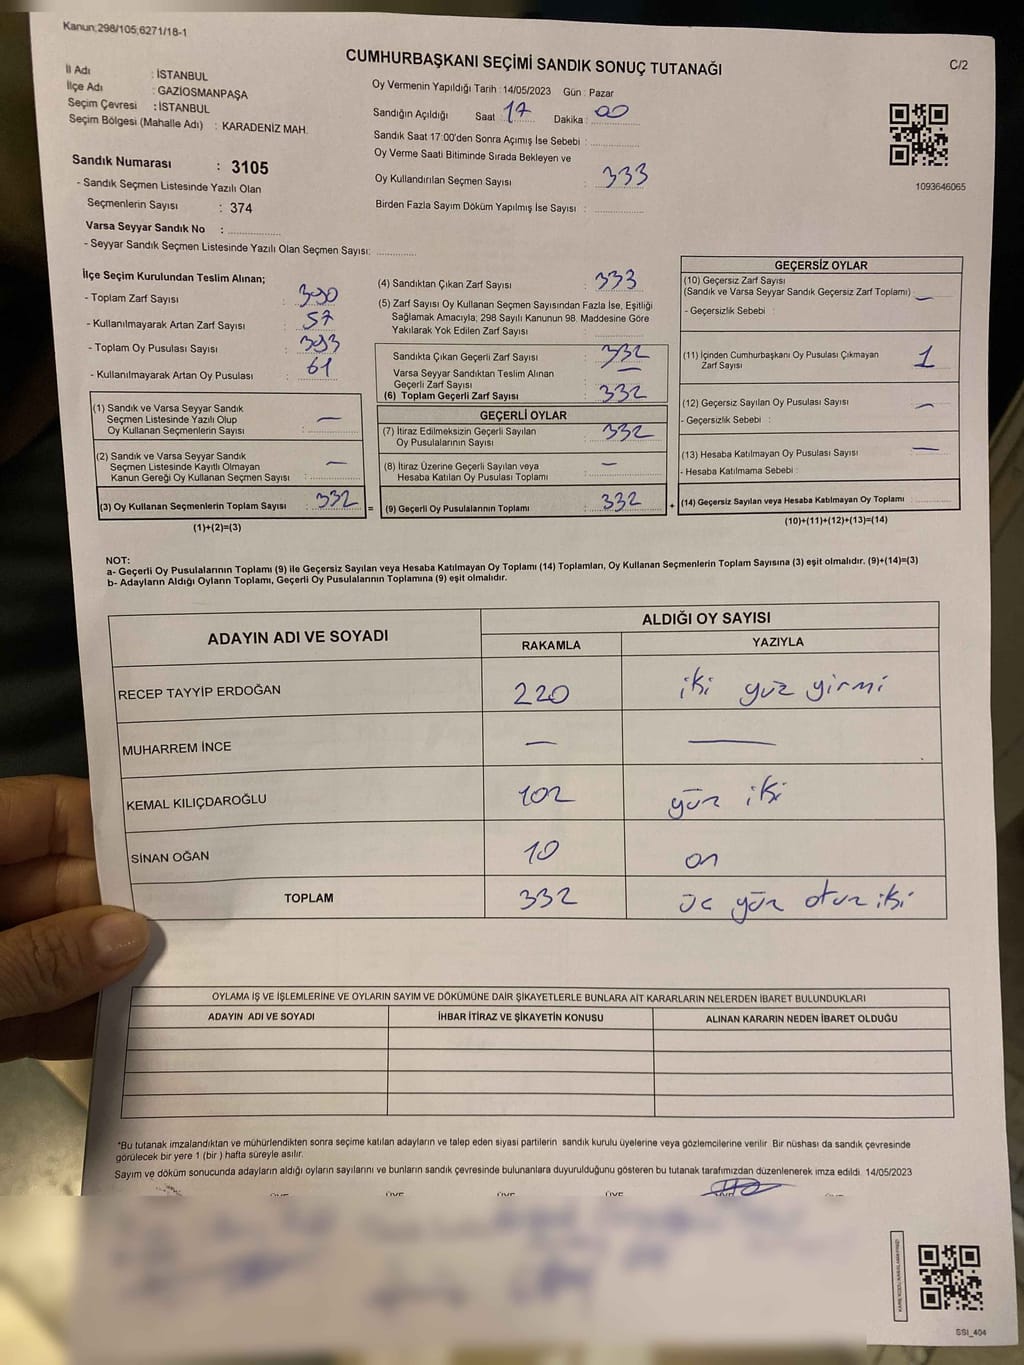 Kanun;298/105;6271/18-1
CUMHURBAŞKANI SEÇİMİ SANDIK SONUÇ TUTANAĞI
C/2
İl Adı : İSTANBUL
İlçe Adı : GAZİOSMANPAŞA
Seçim Çevresi : İSTANBUL
Seçim Bölgesi (Mahalle Adı) : KARADENİZ MAH.
Sandık Numarası : 3105
- Sandık Seçmen Listesinde Yazılı Olan
Seçmenlerin Sayısı : 374
Varsa Seyyar Sandık No :
- Seyyar Sandık Seçmen Listesinde Yazılı Olan Seçmen Sayısı:
Oy Vermenin Yapıldığı Tarih : 14/05/2023 Gün : Pazar
Sandığın Açıldığı Saat : 17 Dakika : 00
Sandık Saat 17:00'den Sonra Açımış İse Sebebi :
Oy Verme Saati Bitiminde Sırada Bekleyen ve
Oy Kullandırılan Seçmen Sayısı : 333
Birden Fazla Sayım Döküm Yapılmış İse Sayısı :
1093646065
İlçe Seçim Kurulundan Teslim Alınan;
- Toplam Zarf Sayısı : 390
- Kullanılmayarak Artan Zarf Sayısı : 57
- Toplam Oy Pusulası Sayısı : 393
- Kullanılmayarak Artan Oy Pusulası : 61
(1) Sandık ve Varsa Seyyar Sandık
Seçmen Listesinde Yazılı Olup
Oy Kullanan Seçmenlerin Sayısı : —
(2) Sandık ve Varsa Seyyar Sandık
Seçmen Listesinde Kayıtlı Olmayan
Kanun Gereği Oy Kullanan Seçmen Sayısı : —
(3) Oy Kullanan Seçmenlerin Toplam Sayısı : 332 =
(1)+(2)=(3)
(4) Sandıktan Çıkan Zarf Sayısı : 333
(5) Zarf Sayısı Oy Kullanan Seçmen Sayısından Fazla İse, Eşitliği
Sağlamak Amacıyla; 298 Sayılı Kanunun 98. Maddesine Göre
Yakılarak Yok Edilen Zarf Sayısı :
Sandıkta Çıkan Geçerli Zarf Sayısı : 332
Varsa Seyyar Sandıktan Teslim Alınan
Geçerli Zarf Sayısı : —
(6) Toplam Geçerli Zarf Sayısı : 332
GEÇERLİ OYLAR
(7) İtiraz Edilmeksizin Geçerli Sayılan
Oy Pusulalarının Sayısı : 332
(8) İtiraz Üzerine Geçerli Sayılan veya
Hesaba Katılan Oy Pusulası Toplamı : —
(9) Geçerli Oy Pusulalarının Toplamı : 332 +
GEÇERSİZ OYLAR
(10) Geçersiz Zarf Sayısı
(Sandık ve Varsa Seyyar Sandık Geçersiz Zarf Toplamı) : —
- Geçersizlik Sebebi :
(11) İçinden Cumhurbaşkanı Oy Pusulası Çıkmayan
Zarf Sayısı 1
(12) Geçersiz Sayılan Oy Pusulası Sayısı —
- Geçersizlik Sebebi :
(13) Hesaba Katılmayan Oy Pusulası Sayısı —
- Hesaba Katılmama Sebebi :
(14) Geçersiz Sayılan veya Hesaba Katılmayan Oy Toplamı :
(10)+(11)+(12)+(13)=(14)
NOT:
a- Geçerli Oy Pusulalarının Toplamı (9) ile Geçersiz Sayılan veya Hesaba Katılmayan Oy Toplamı (14) Toplamları, Oy Kullanan Seçmenlerin Toplam Sayısına (3) eşit olmalıdır. (9)+(14)=(3)
b- Adayların Aldığı Oyların Toplamı, Geçerli Oy Pusulalarının Toplamına (9) eşit olmalıdır.
ADAYIN ADI VE SOYADI ALDIĞI OY SAYISI
RAKAMLA YAZIYLA
RECEP TAYYİP ERDOĞAN 220 iki yüz yirmi
MUHARREM İNCE — —
KEMAL KILIÇDAROĞLU 102 yüz iki
SİNAN OĞAN 10 on
TOPLAM 332 üç yüz otuz iki
OYLAMA İŞ VE İŞLEMLERİNE VE OYLARIN SAYIM VE DÖKÜMÜNE DAİR ŞİKAYETLERLE BUNLARA AİT KARARLARIN NELERDEN İBARET BULUNDUKLARI
ADAYIN ADI VE SOYADI İHBAR İTİRAZ VE ŞİKAYETİN KONUSU ALINAN KARARIN NEDEN İBARET OLDUĞU
*Bu tutanak imzalandıktan ve mühürlendikten sonra seçime katılan adayların ve talep eden siyasi partilerin sandık kurulu üyelerine veya gözlemcilerine verilir. Bir nüshası da sandık çevresinde
görülecek bir yere 1 (bir ) hafta süreyle asılır.
Sayım ve döküm sonucunda adayların aldığı oyların sayılarını ve bunların sandık çevresinde bulunanlara duyurulduğunu gösteren bu tutanak tarafımızdan düzenlenerek imza edildi. 14/05/2023
SSI_404